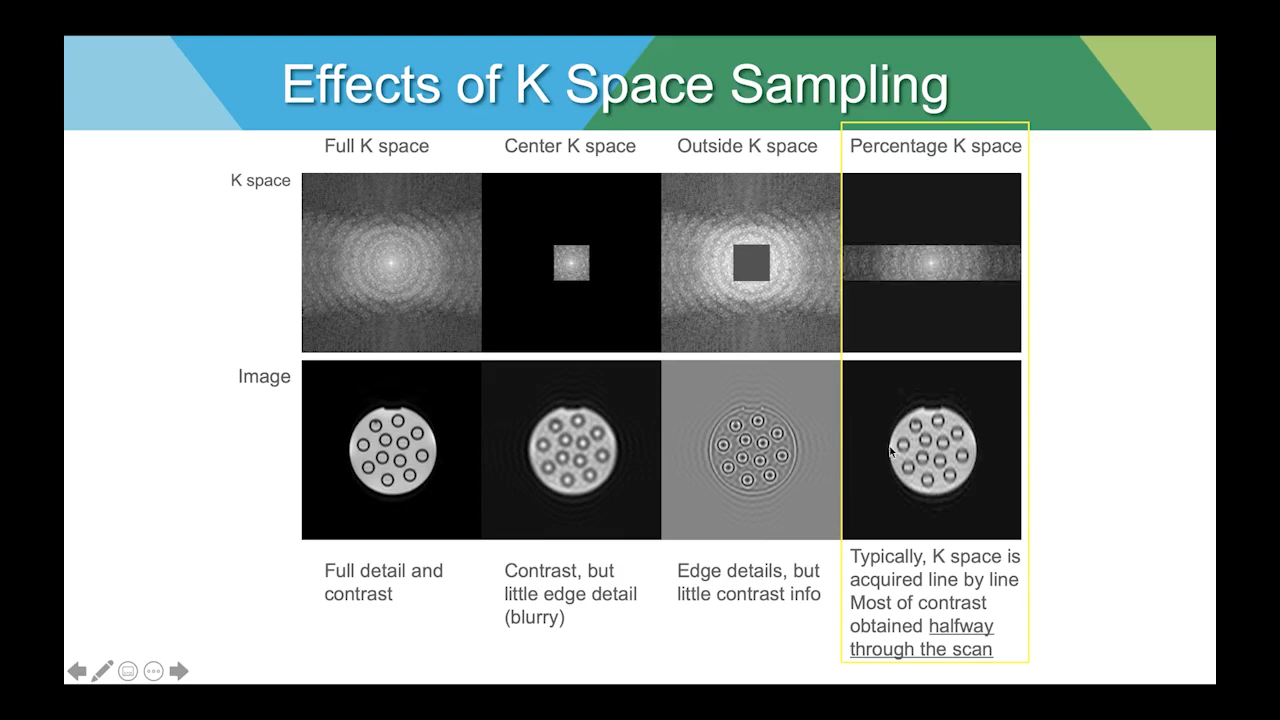 Effects of K Space Sampling
Full K space
Center K space
Outside K space
Percentage K space
K space
Image
Full detail and
contrast
Contrast, but
little edge detail
(blurry)
Edge details, but
little contrast info
Typically, K space is
acquired line by line
Most of contrast
obtained halfway
through the scan